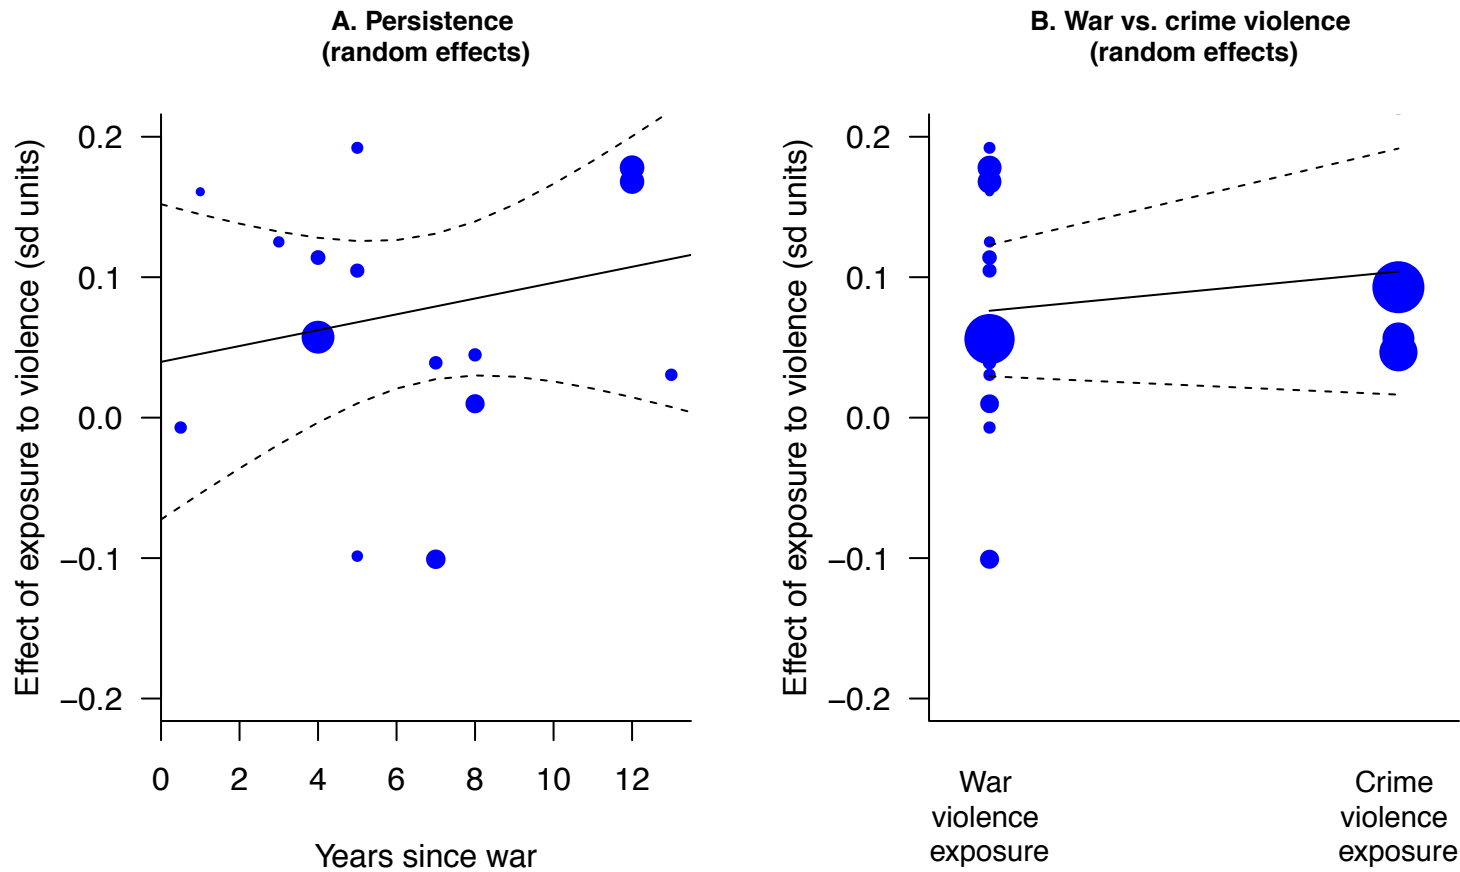 A. Persistence
(random effects)
Effect of exposure to violence (sd units)
0.2
0.1
0.0
−0.1
−0.2
0 2 4 6 8 10 12
Years since war
B. War vs. crime violence
(random effects)
Effect of exposure to violence (sd units)
0.2
0.1
0.0
−0.1
−0.2
War
violence
exposure
Crime
violence
exposure